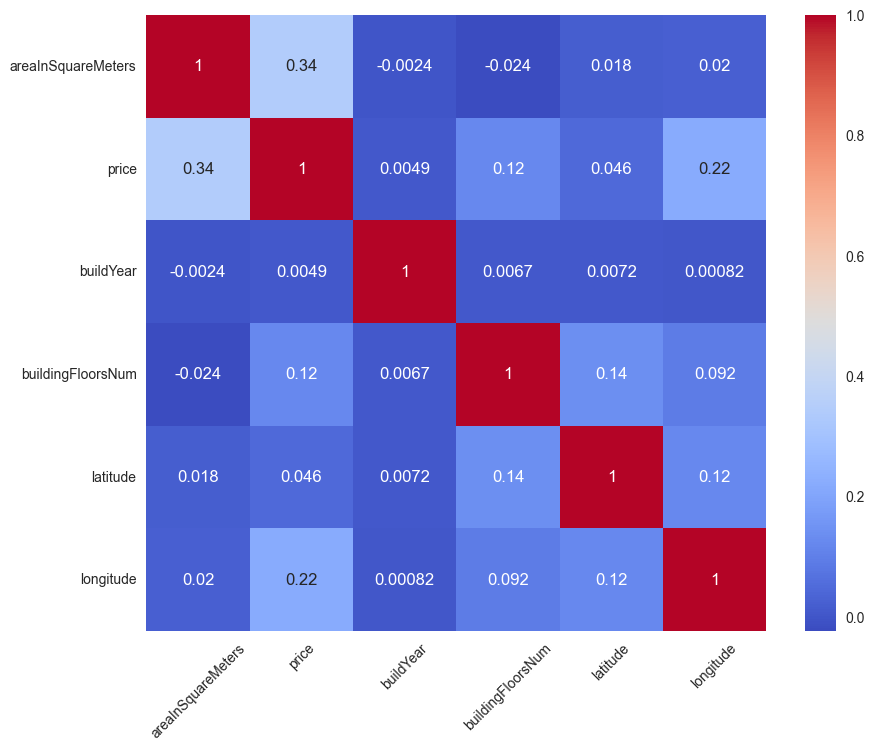 areaInSquareMeters 1 0.34 -0.0024 -0.024 0.018 0.02
price 0.34 1 0.0049 0.12 0.046 0.22
buildYear -0.0024 0.0049 1 0.0067 0.0072 0.00082
buildingFloorsNum -0.024 0.12 0.0067 1 0.14 0.092
latitude 0.018 0.046 0.0072 0.14 1 0.12
longitude 0.02 0.22 0.00082 0.092 0.12 1
areaInSquareMeters price buildYear buildingFloorsNum latitude longitude
1.0
0.8
0.6
0.4
0.2
0.0